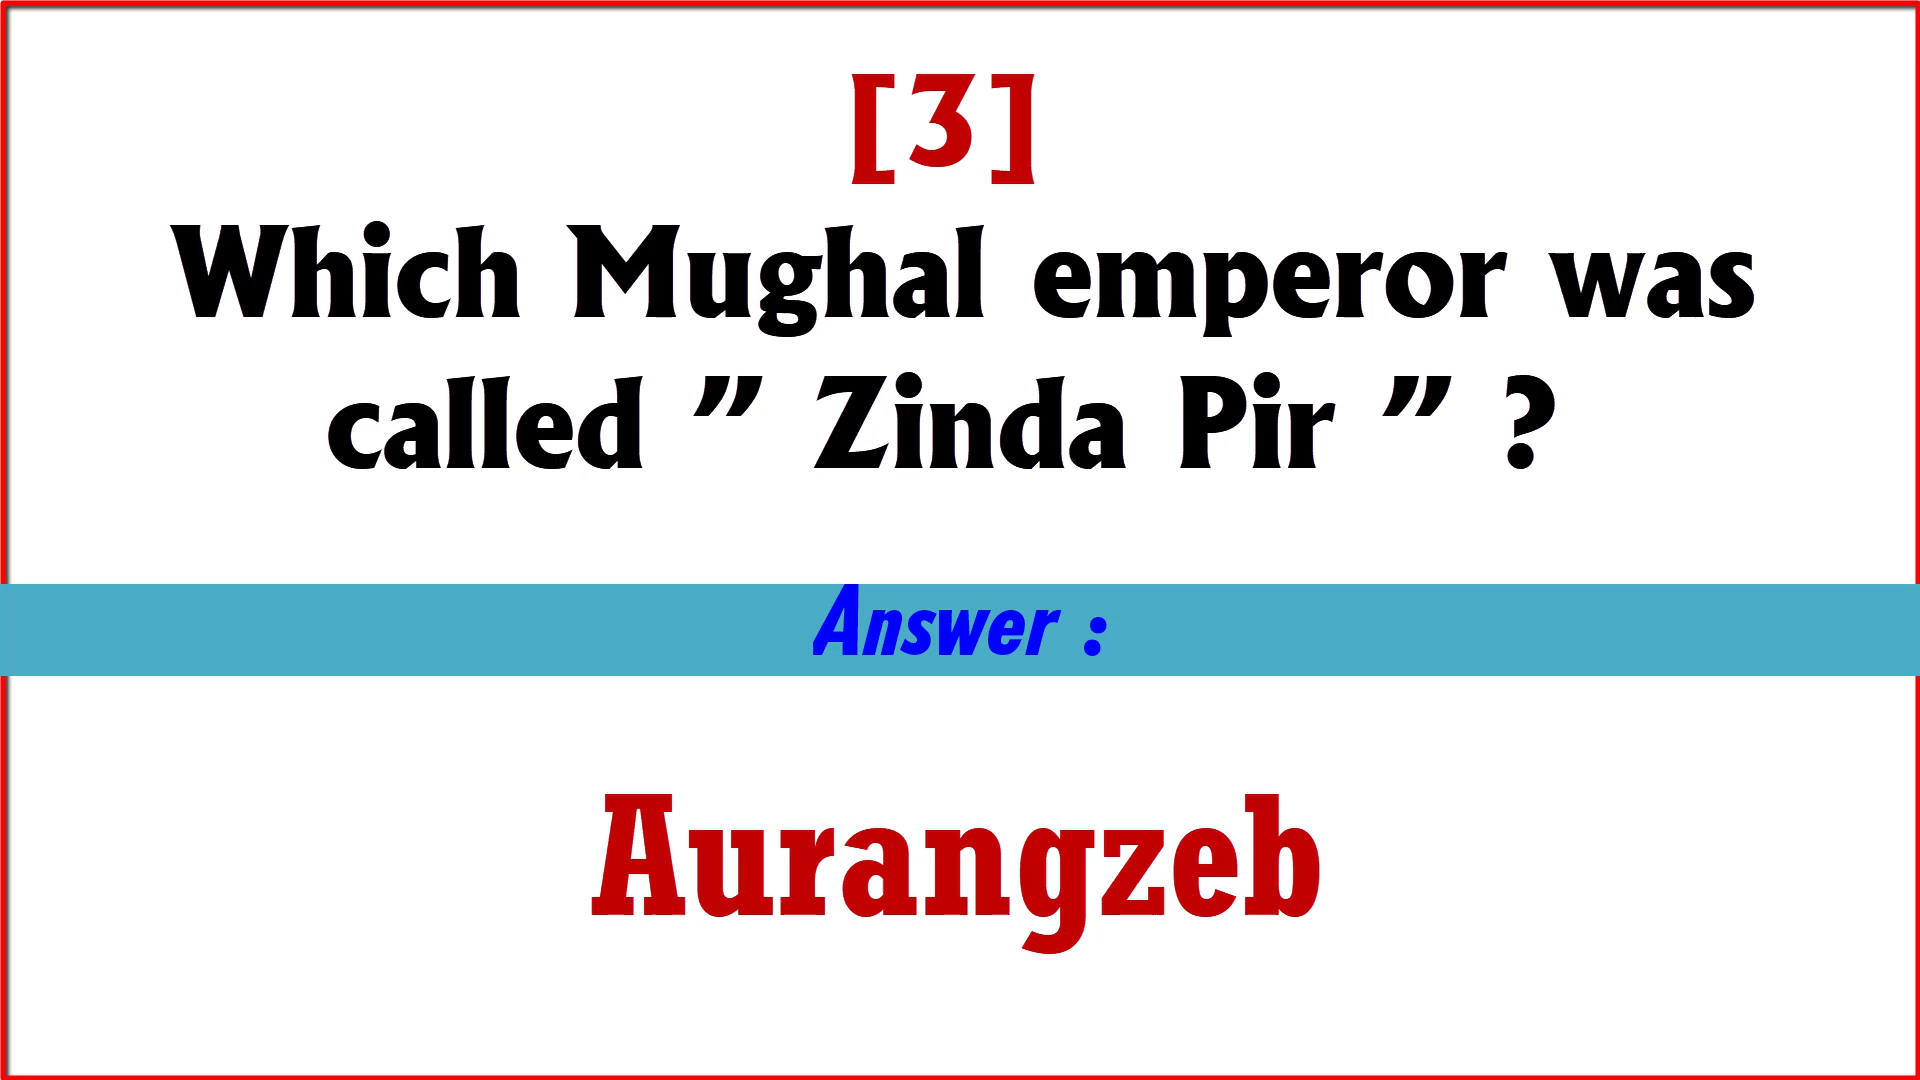 [3]
Which Mughal emperor was
called ” Zinda Pir ” ?
Answer :
Aurangzeb